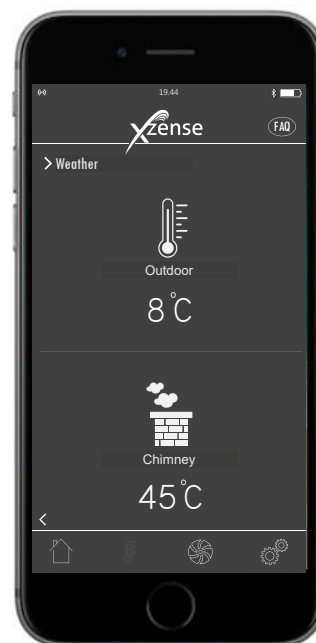 19.44
xzense
FAQ
> Weather
Outdoor
8°C
Chimney
45°C
<